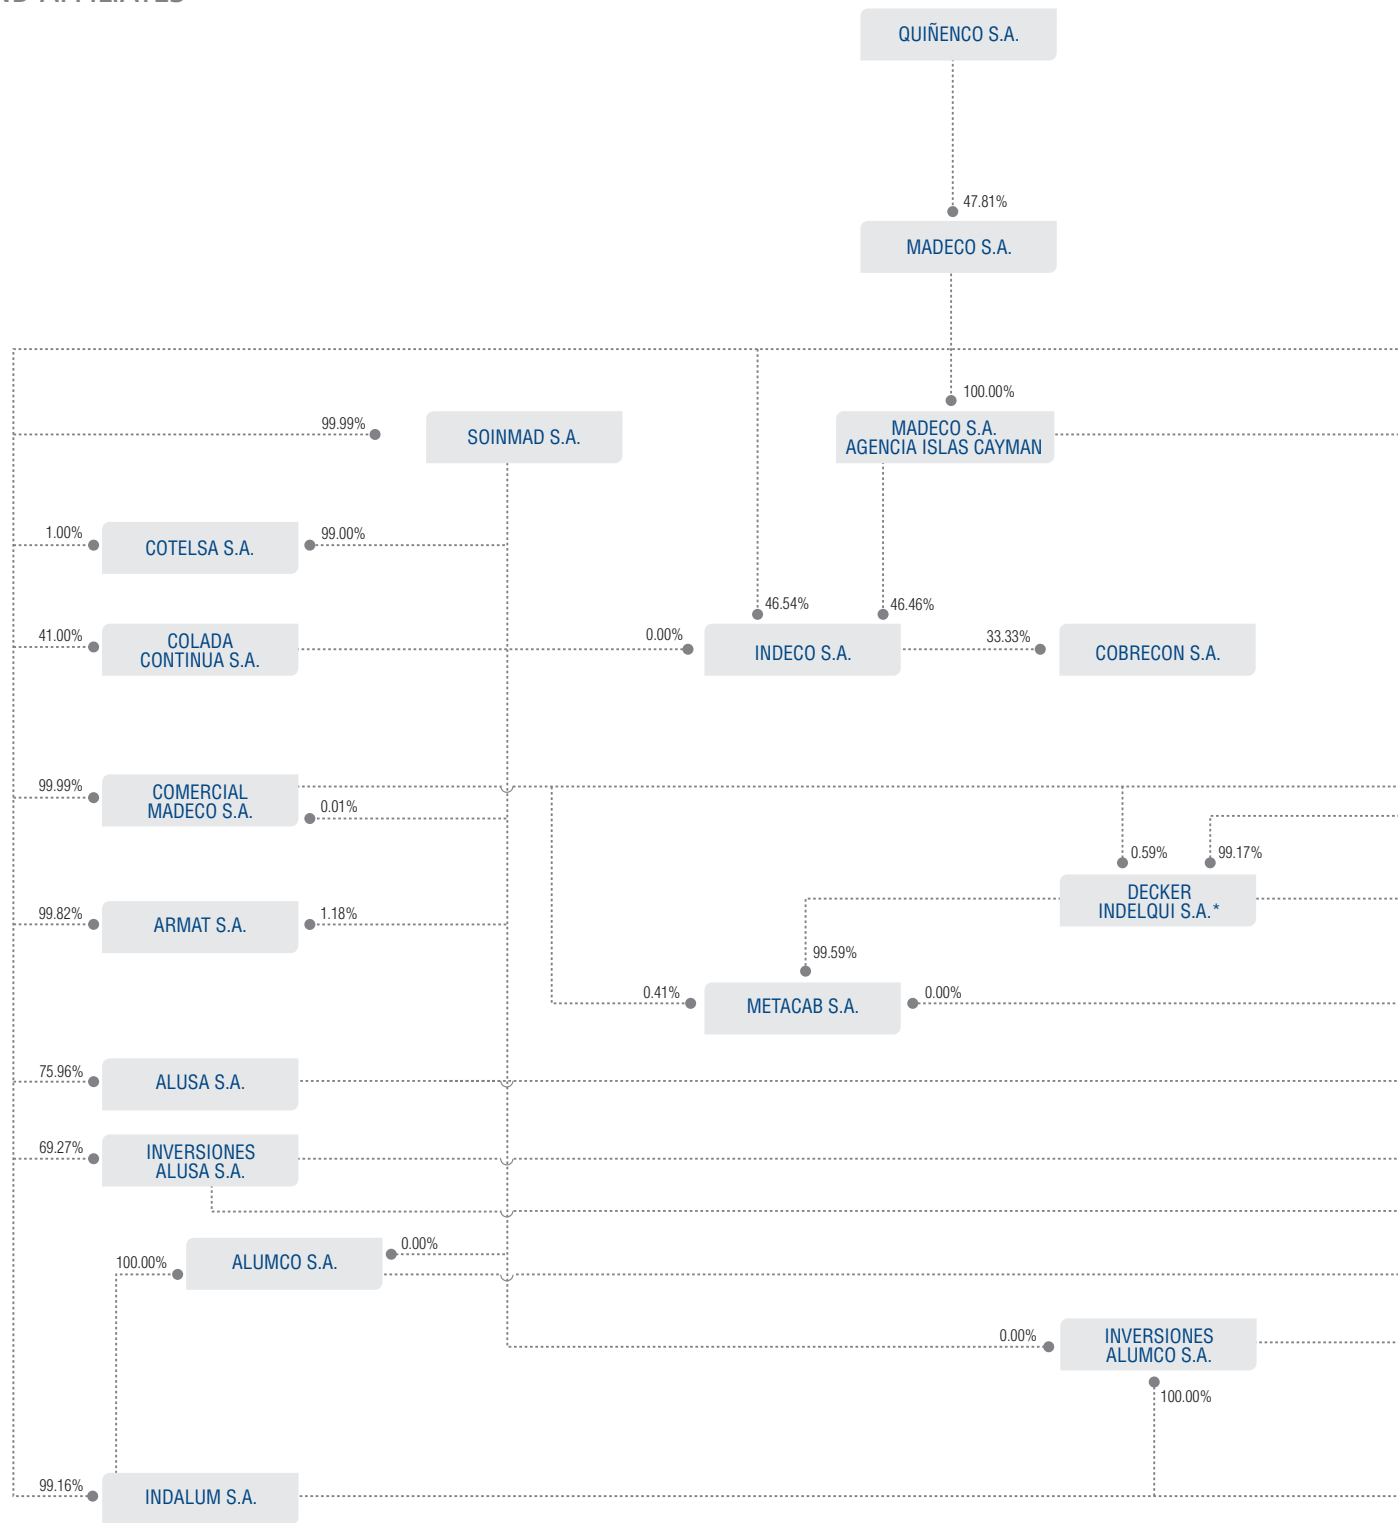 QUIÑENCO S.A.
47.81%
MADECO S.A.
100.00%
99.99%
SOINMAD S.A.
MADECO S.A.
AGENCIA ISLAS CAYMAN
1.00%
COTELSA S.A.
99.00%
46.54%
46.46%
41.00%
COLADA
CONTINUA S.A.
0.00%
INDECO S.A.
33.33%
COBRECON S.A.
99.99%
COMERCIAL
MADECO S.A.
0.01%
0.59%
99.17%
DECKER
INDELQUI S.A.*
99.82%
ARMAT S.A.
1.18%
99.59%
0.41%
METACAB S.A.
0.00%
75.96%
ALUSA S.A.
69.27%
INVERSIONES
ALUSA S.A.
100.00%
ALUMCO S.A.
0.00%
0.00%
INVERSIONES
ALUMCO S.A.
100.00%
99.16%
INDALUM S.A.